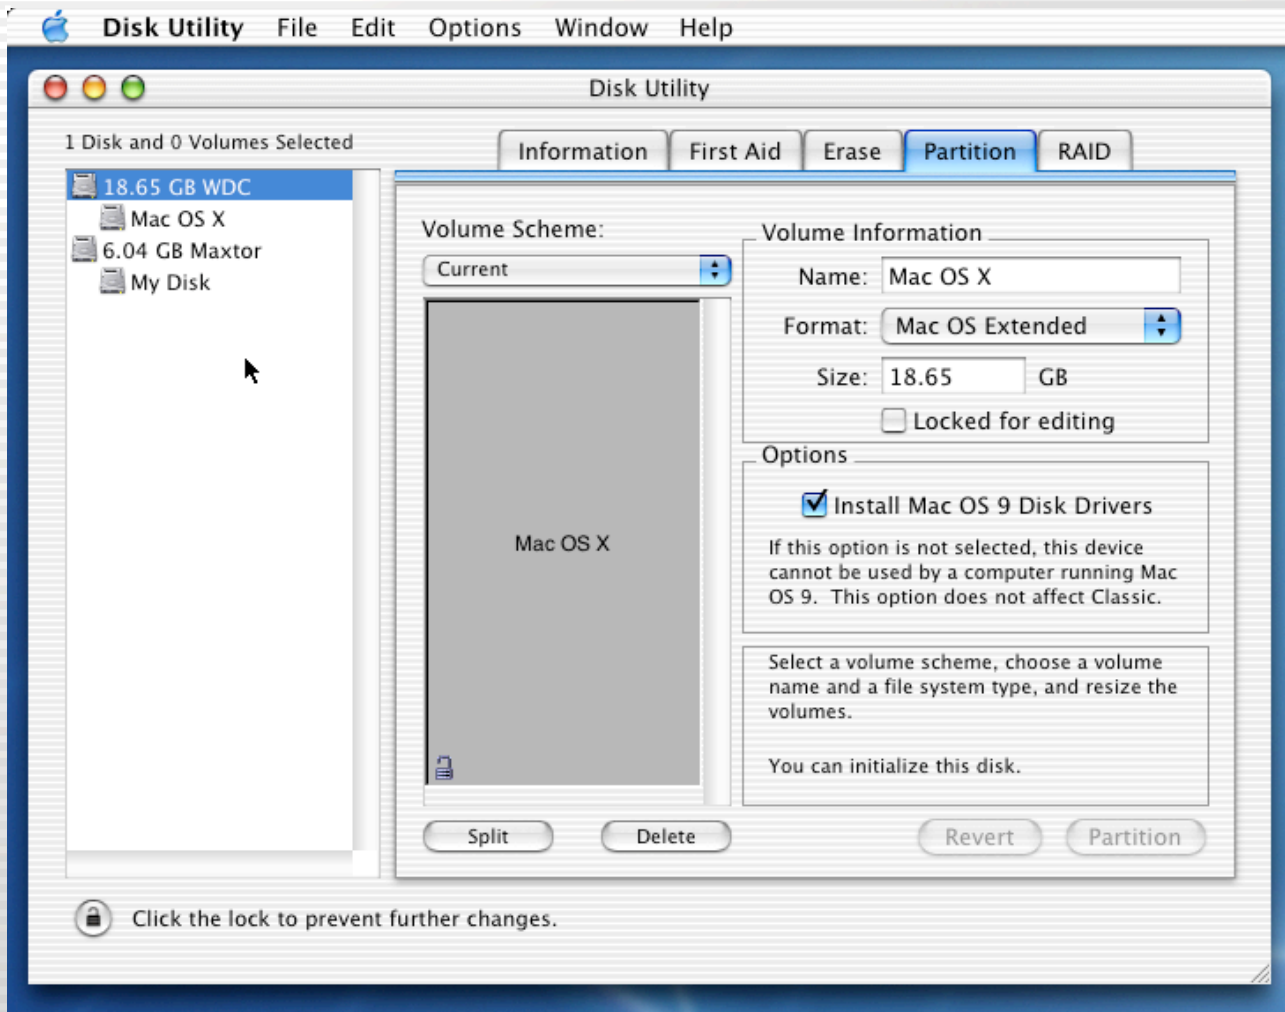 Disk Utility File Edit Options Window Help
Disk Utility
1 Disk and 0 Volumes Selected
18.65 GB WDC
Mac OS X
6.04 GB Maxtor
My Disk
Information First Aid Erase Partition RAID
Volume Scheme:
Current
Mac OS X
Split Delete
Volume Information
Name: Mac OS X
Format: Mac OS Extended
Size: 18.65 GB
Locked for editing
Options
Install Mac OS 9 Disk Drivers
If this option is not selected, this device
cannot be used by a computer running Mac
OS 9. This option does not affect Classic.
Select a volume scheme, choose a volume
name and a file system type, and resize the
volumes.
You can initialize this disk.
Revert Partition
Click the lock to prevent further changes.